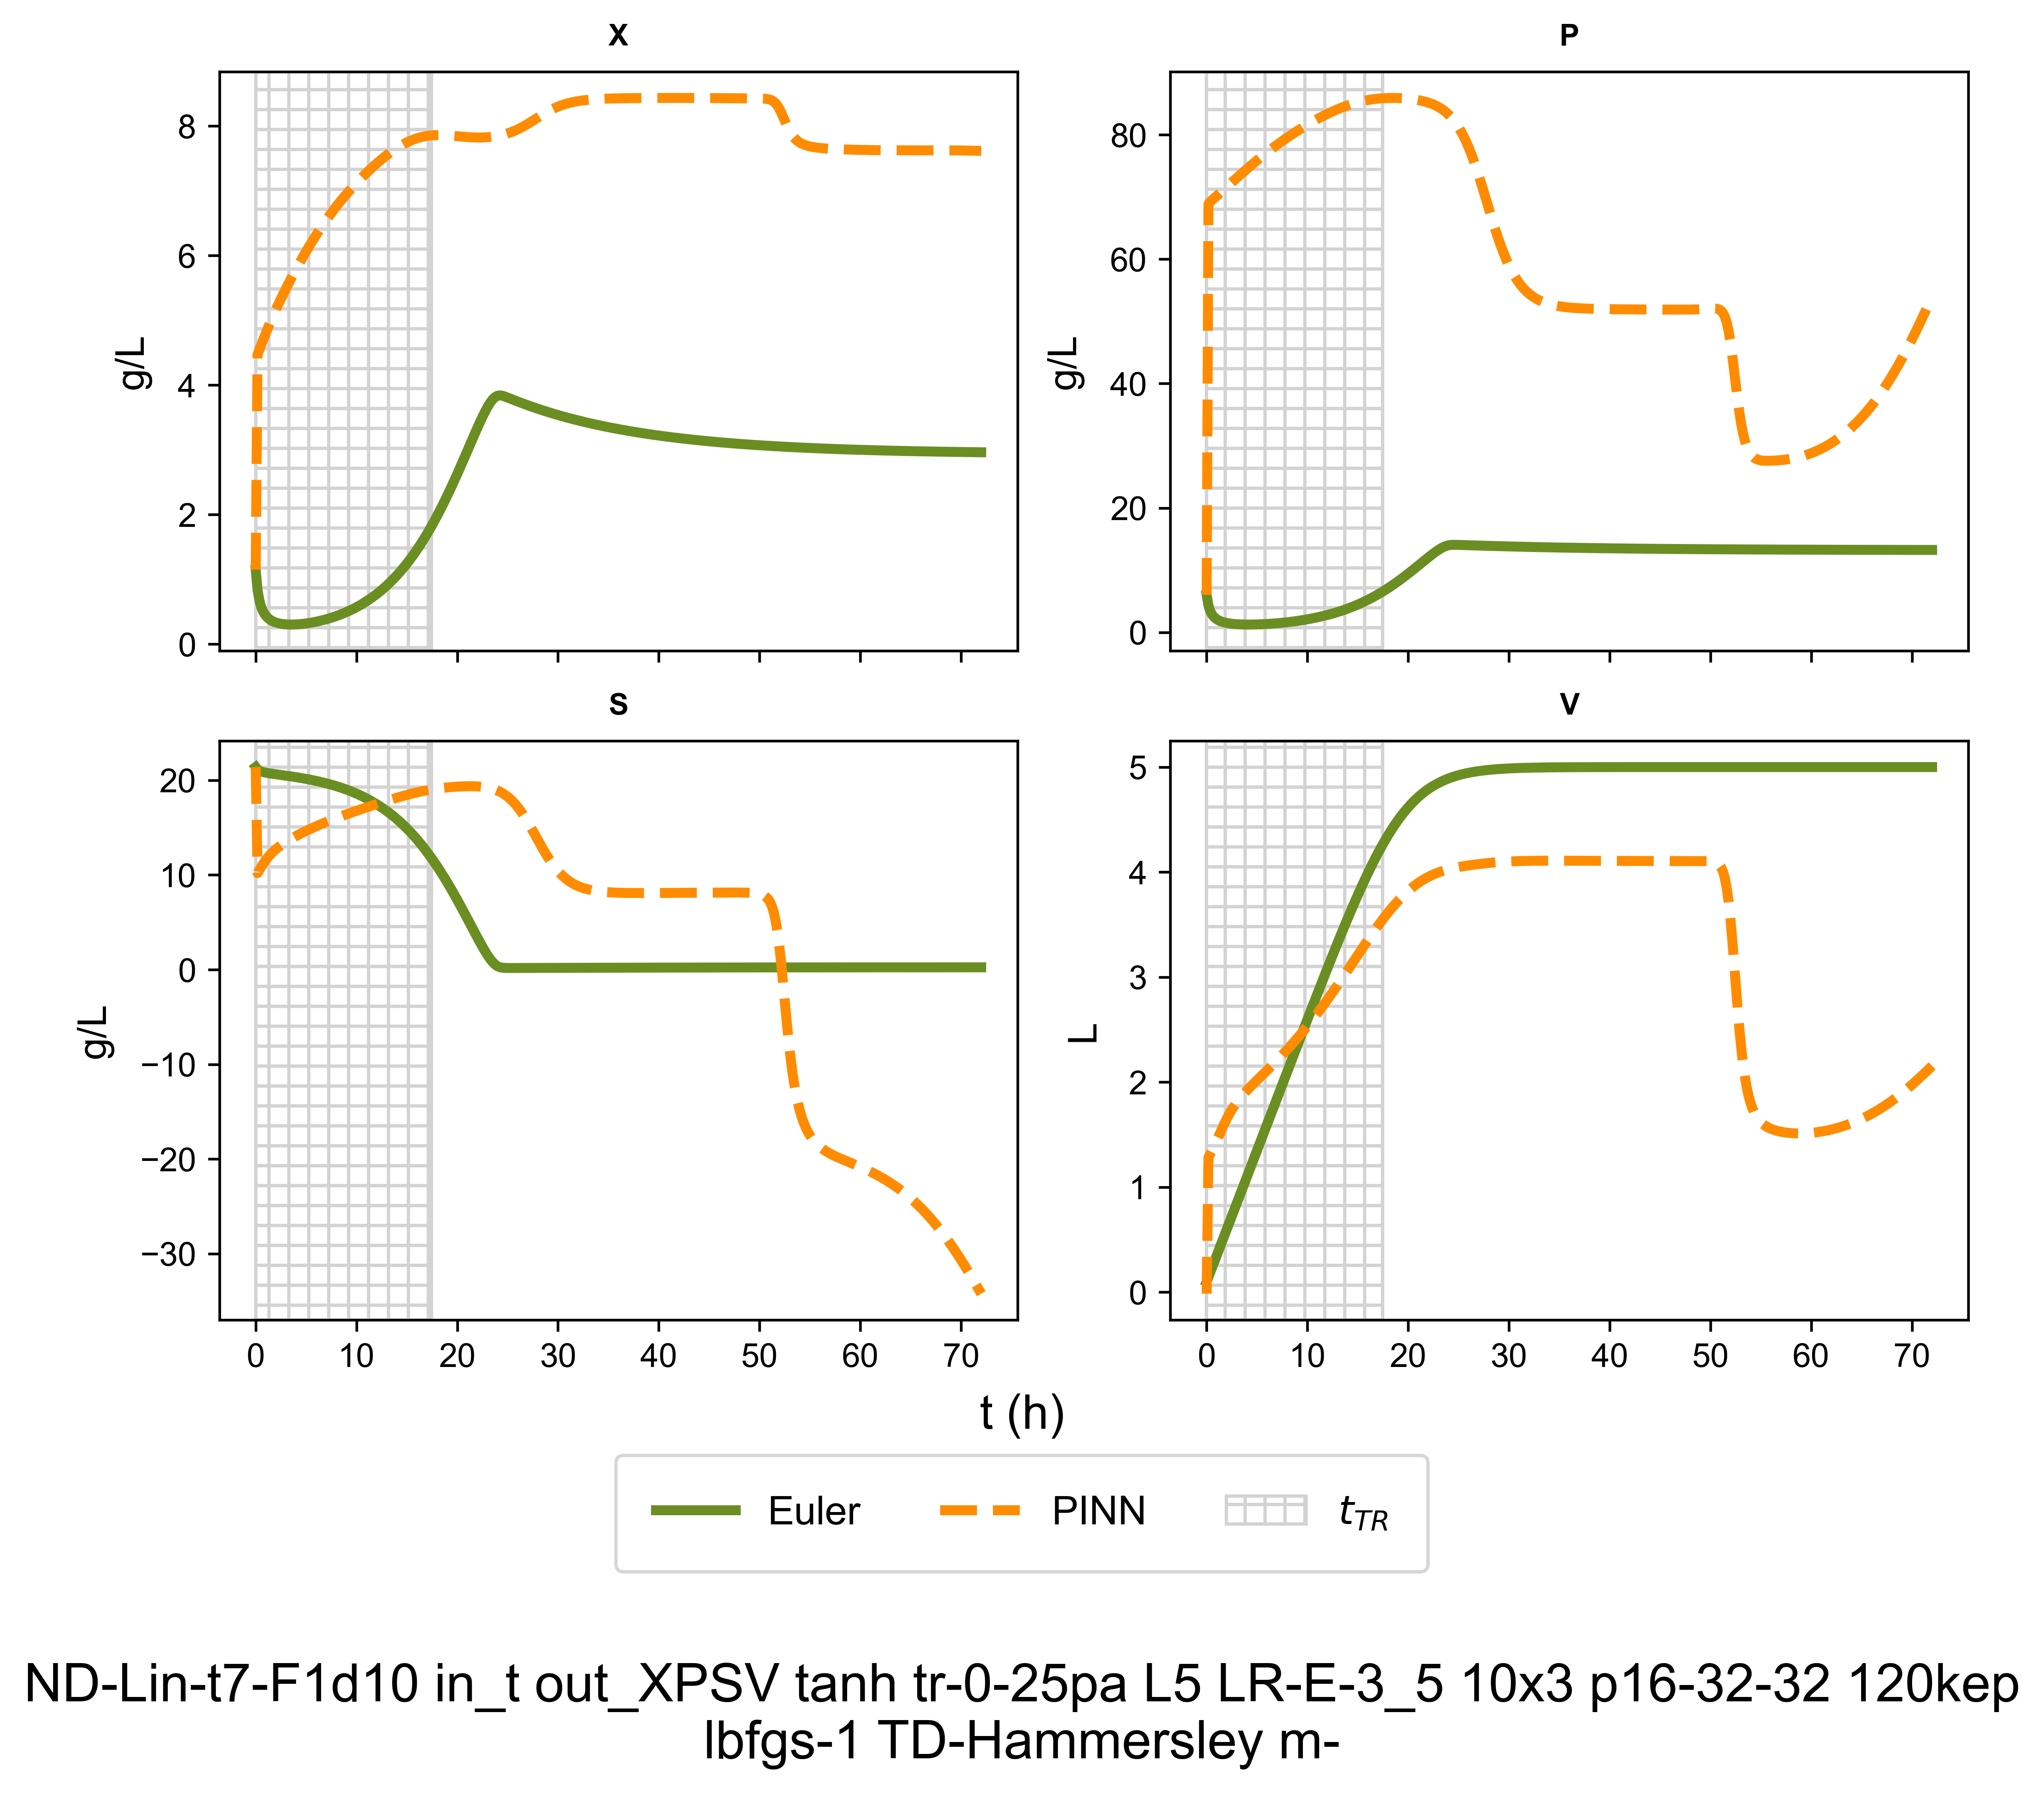 X
P
8
6
4
2
0
g/L
80
60
40
20
0
g/L
S
V
20
10
0
−10
−20
−30
g/L
5
4
3
2
1
0
L
0 10 20 30 40 50 60 70
0 10 20 30 40 50 60 70
t (h)
Euler PINN t_{TR}
ND-Lin-t7-F1d10 in_t out_XPSV tanh tr-0-25pa L5 LR-E-3_5 10x3 p16-32-32 120kep
lbfgs-1 TD-Hammersley m-